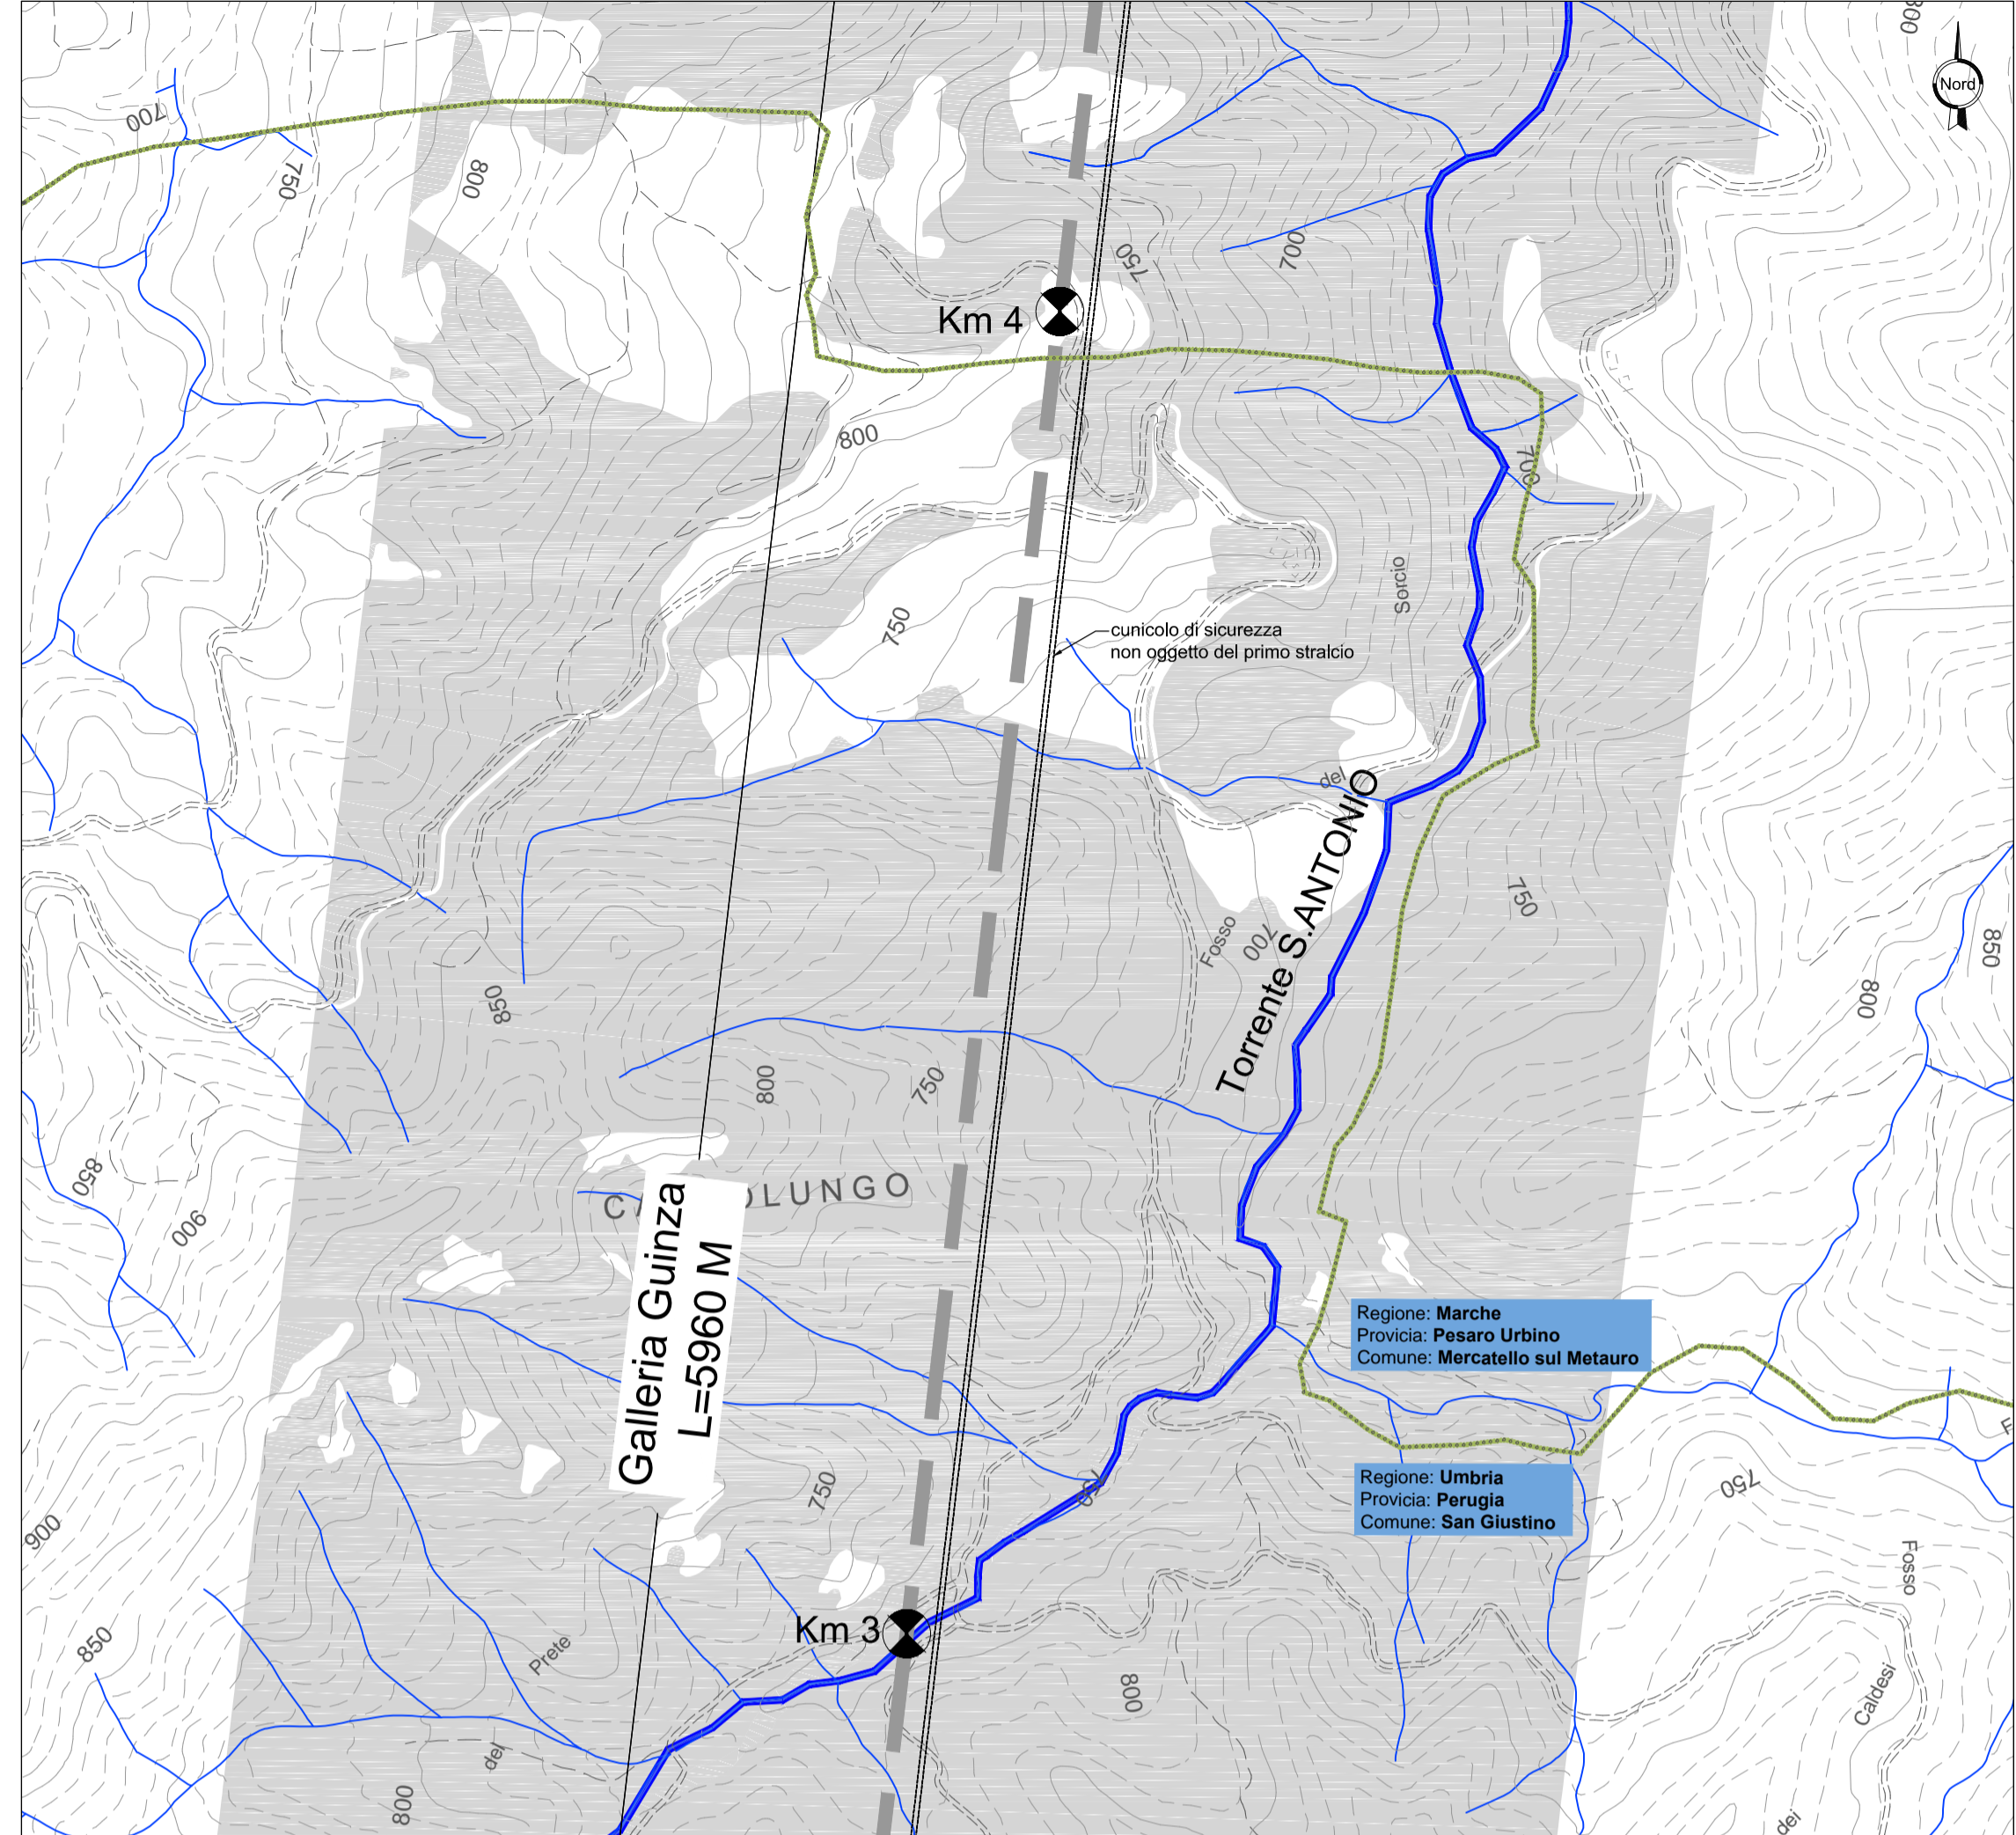 800
Nord
700
750
800
750
700
Km 4
800
700
Sorcio
750
cunicolo di sicurezza
non oggetto del primo stralcio
del
Torrente S.ANTONIO
750
Fosso
700
850
800
850
800
750
850
900
OLUNGO
Galleria Guinza
L=5960 M
Regione: Marche
Provicia: Pesaro Urbino
Comune: Mercatello sul Metauro
Regione: Umbria
Provicia: Perugia
Comune: San Giustino
750
750
750
900
Fosso
850
Prete
Km 3
800
Caldesi
del
800
dei